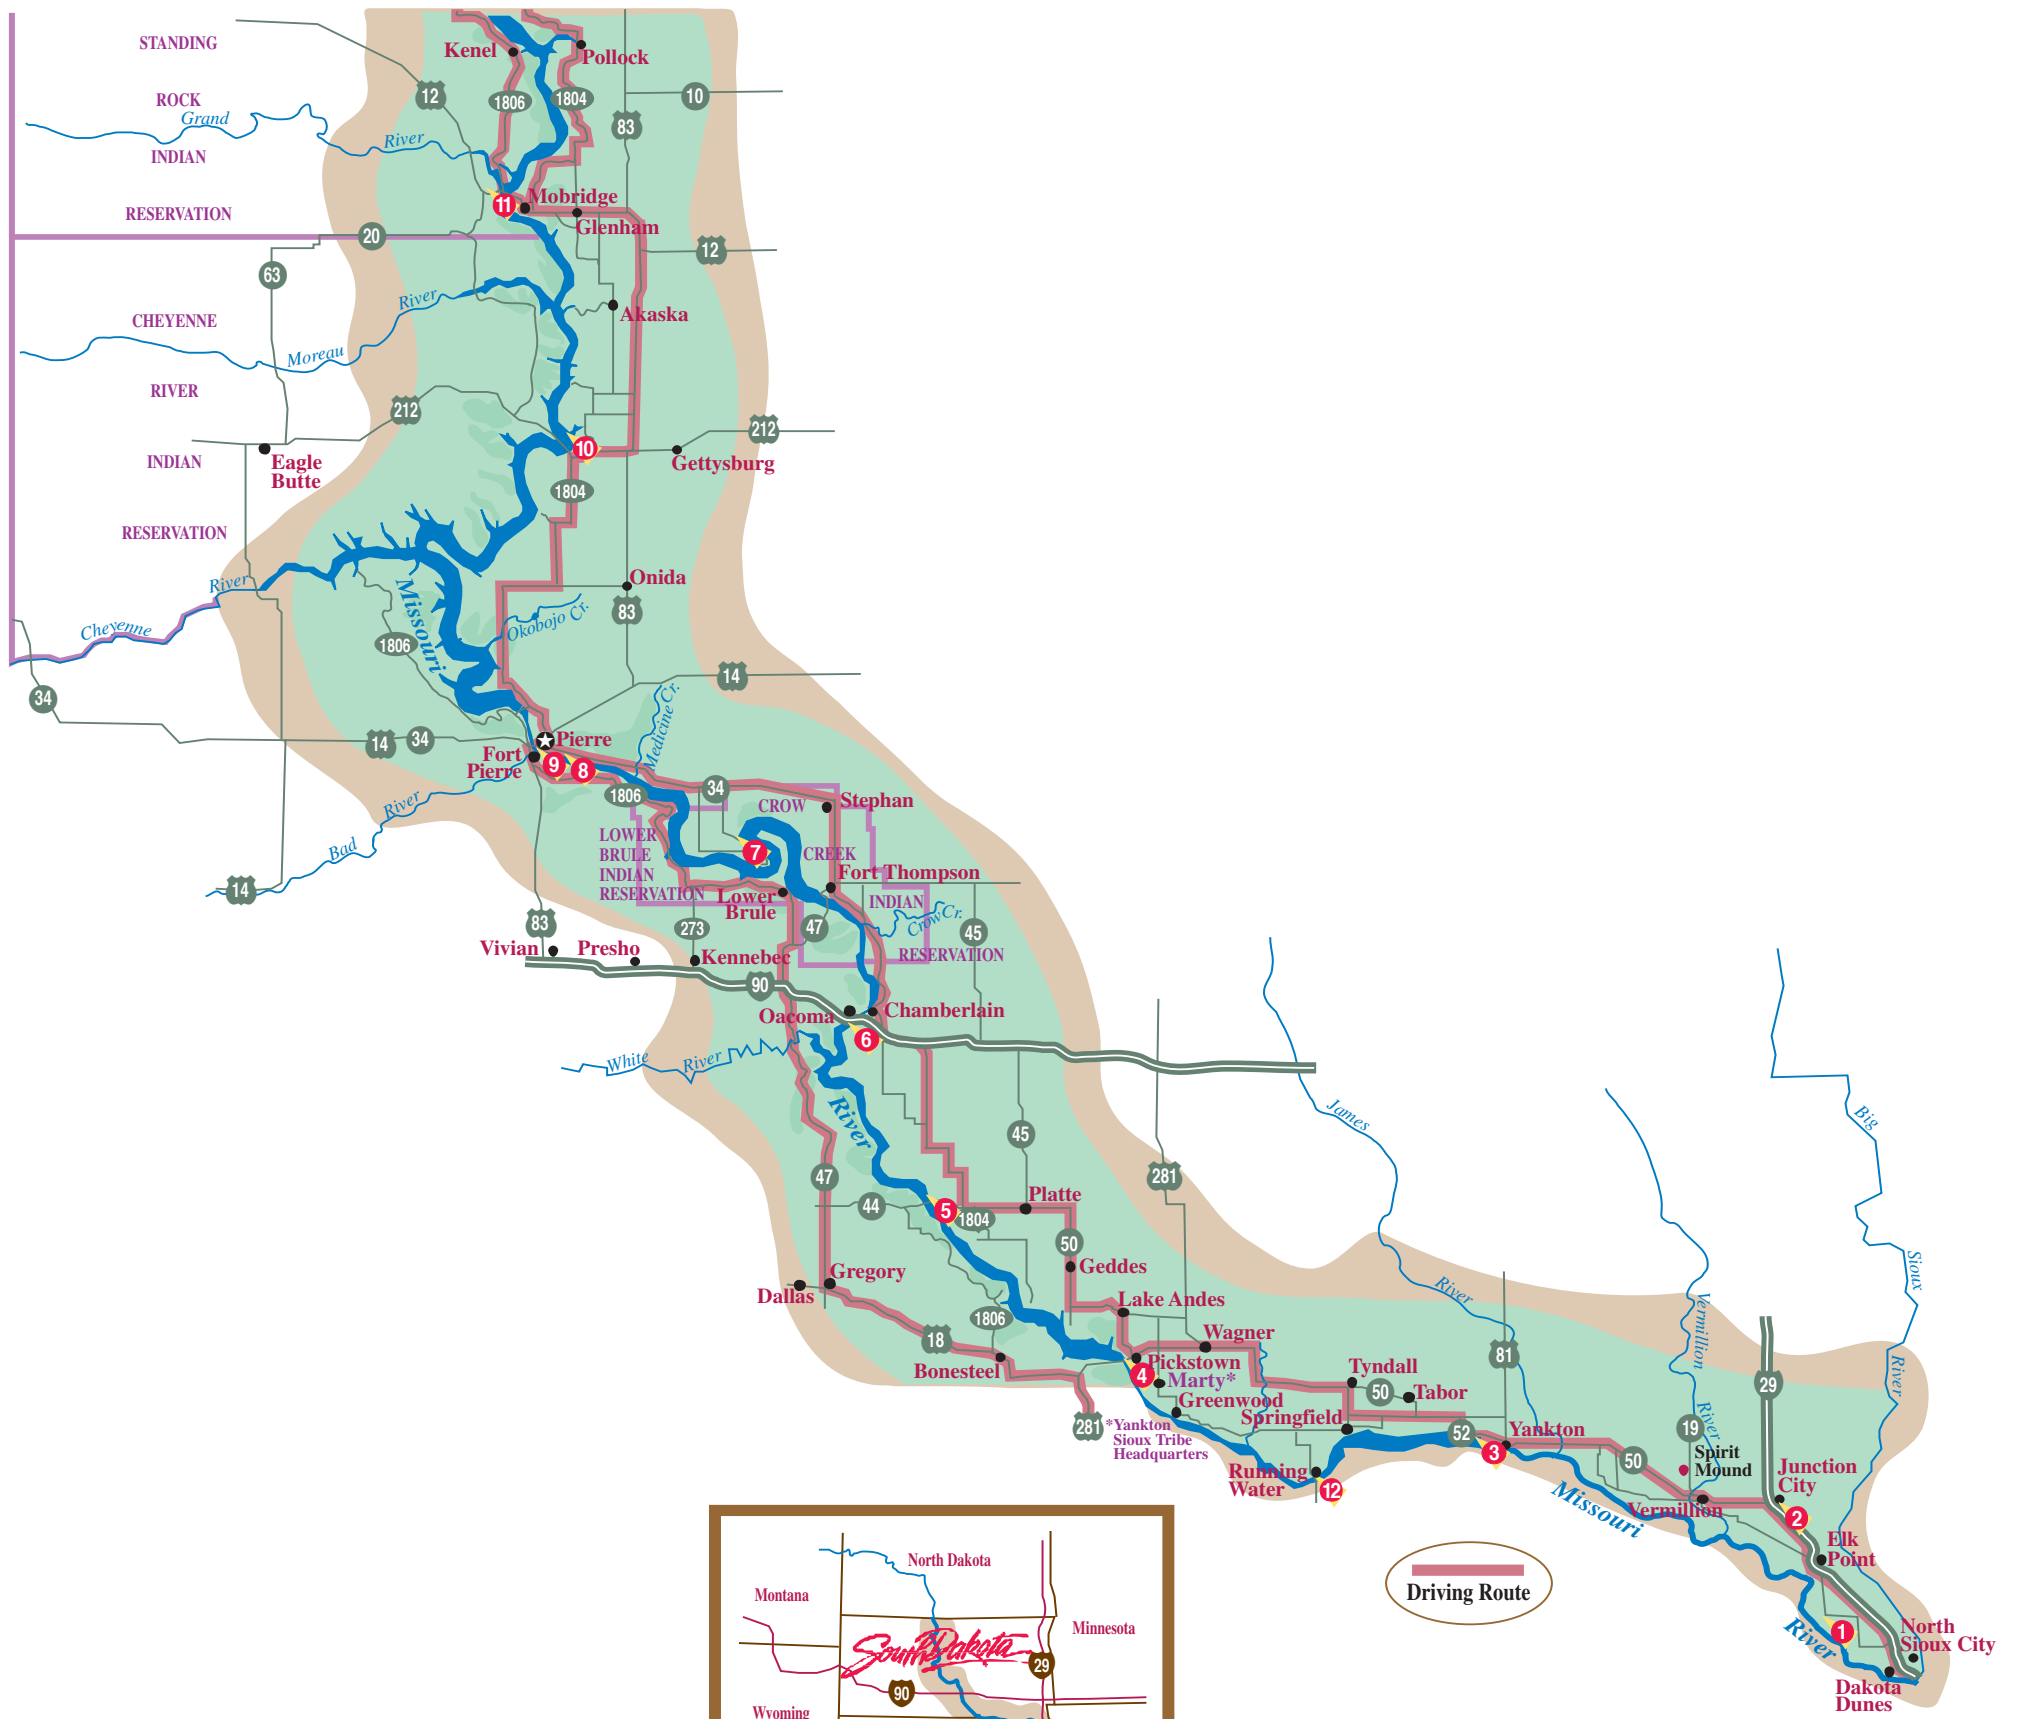 STANDING
Kenel
Pollock
12
1806
1804
10
ROCK
Grand
83
River
INDIAN
11
Mobridge
RESERVATION
Glenham
20
12
63
River
Akaska
CHEYENNE
Moreau
RIVER
212
212
10
Gettysburg
INDIAN
Eagle
Butte
1804
RESERVATION
River
Missouri
Onida
83
Okobojo Cr.
Cheyenne
1806
14
34
Medicine Cr.
14
34
Pierre
Fort
Pierre
9
8
1806
34
River
Bad
CROW
Stephan
LOWER
BRULE
INDIAN
RESERVATION
7
CREEK
Fort Thompson
14
Lower
Brule
INDIAN
Crow Cr.
83
273
47
45
Vivian
Presho
Kennebec
RESERVATION
90
Oacoma
Chamberlain
6
White
River
River
James
Big
45
281
47
44
5
1804
Platte
50
Geddes
Gregory
Dallas
Lake Andes
River
Vermillion
Sioux
1806
18
Wagner
81
Bonesteel
Pickstown
4
Marty*
Tyndall
50
Tabor
29
River
Greenwood
Springfield
281
*Yankton
Sioux Tribe
Headquarters
52
Yankton
3
19
River
Spirit
Mound
50
Junction
City
Running
Water
12
Missouri
Vermillion
2
Elk
Point
Driving Route
River
1
North
Sioux City
Dakota
Dunes
North Dakota
Montana
Minnesota
South Dakota
29
90
Wyoming